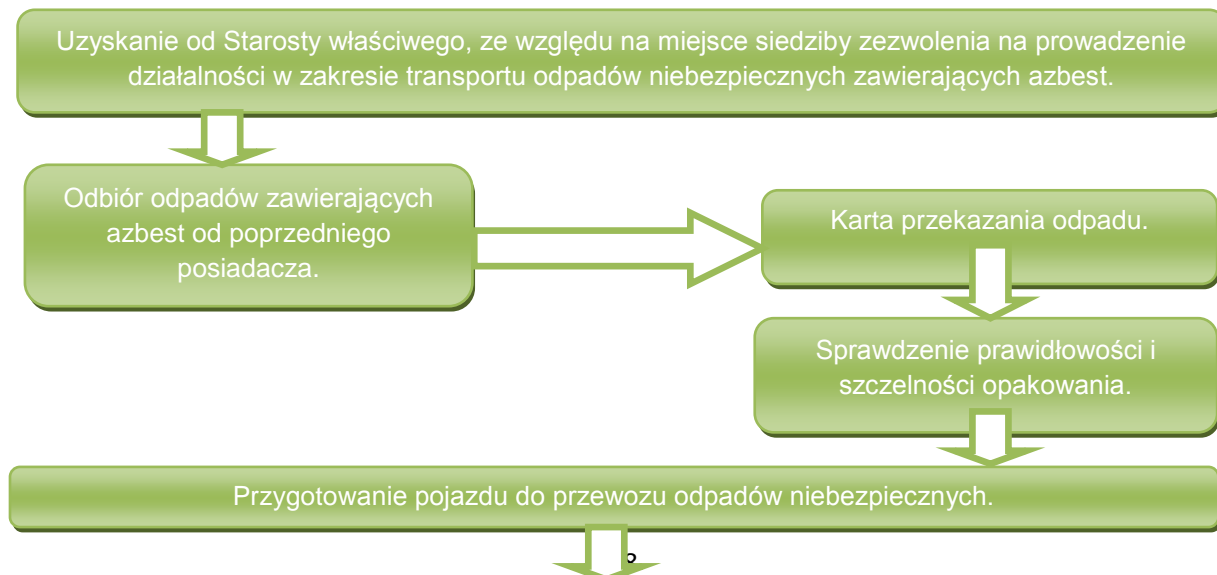 Uzyskanie od Starosty właściwego, ze względu na miejsce siedziby zezwolenia na prowadzenie
działalności w zakresie transportu odpadów niebezpiecznych zawierających azbest.
Odbiór odpadów zawierających
azbest od poprzedniego
posiadacza.
Karta przekazania odpadu.
Sprawdzenie prawidłowości i
szczelności opakowania.
Przygotowanie pojazdu do przewozu odpadów niebezpiecznych.